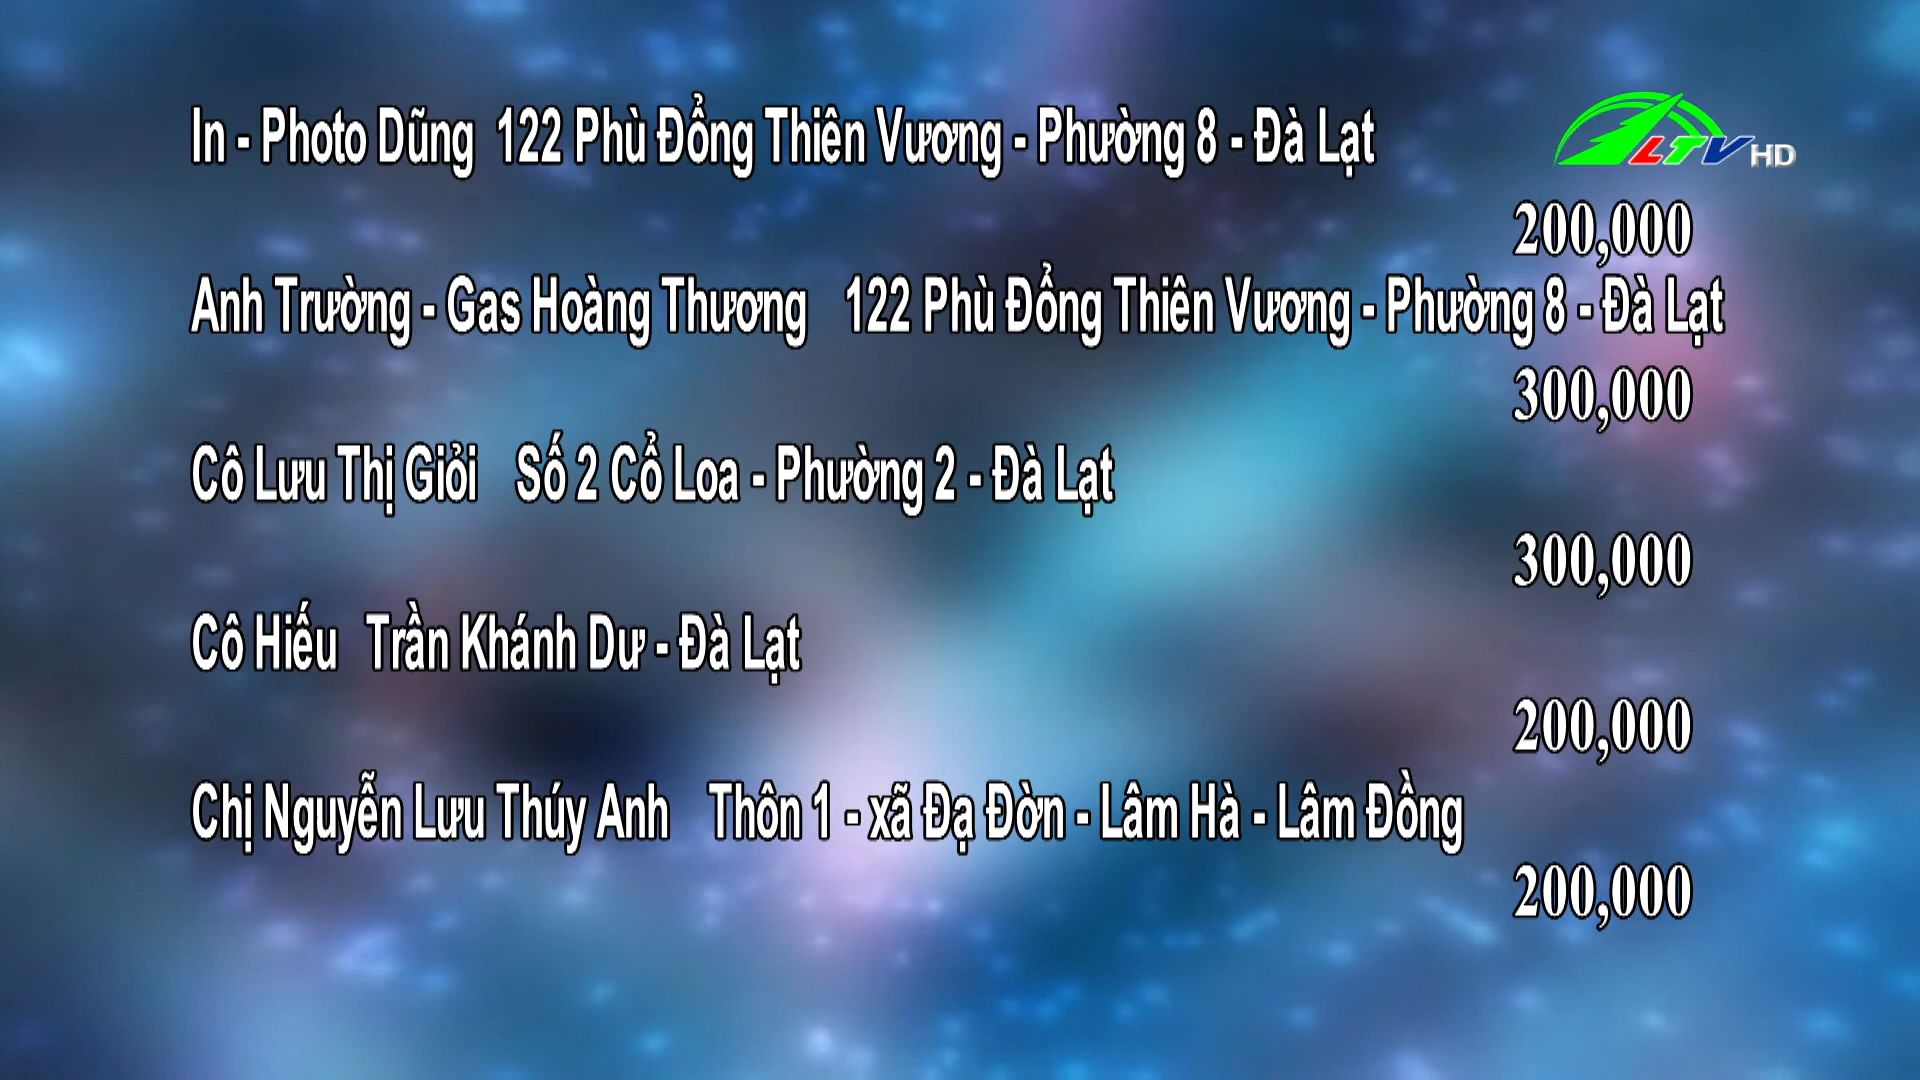 In - Photo Dũng 122 Phù Đổng Thiên Vương - Phường 8 - Đà Lạt
LTV HD
200,000
Anh Trường - Gas Hoàng Thương 122 Phù Đổng Thiên Vương - Phường 8 - Đà Lạt
300,000
Cô Lưu Thị Giỏi Số 2 Cổ Loa - Phường 2 - Đà Lạt
300,000
Cô Hiếu Trần Khánh Dư - Đà Lạt
200,000
Chị Nguyễn Lưu Thúy Anh Thôn 1 - xã Đạ Đờn - Lâm Hà - Lâm Đồng
200,000